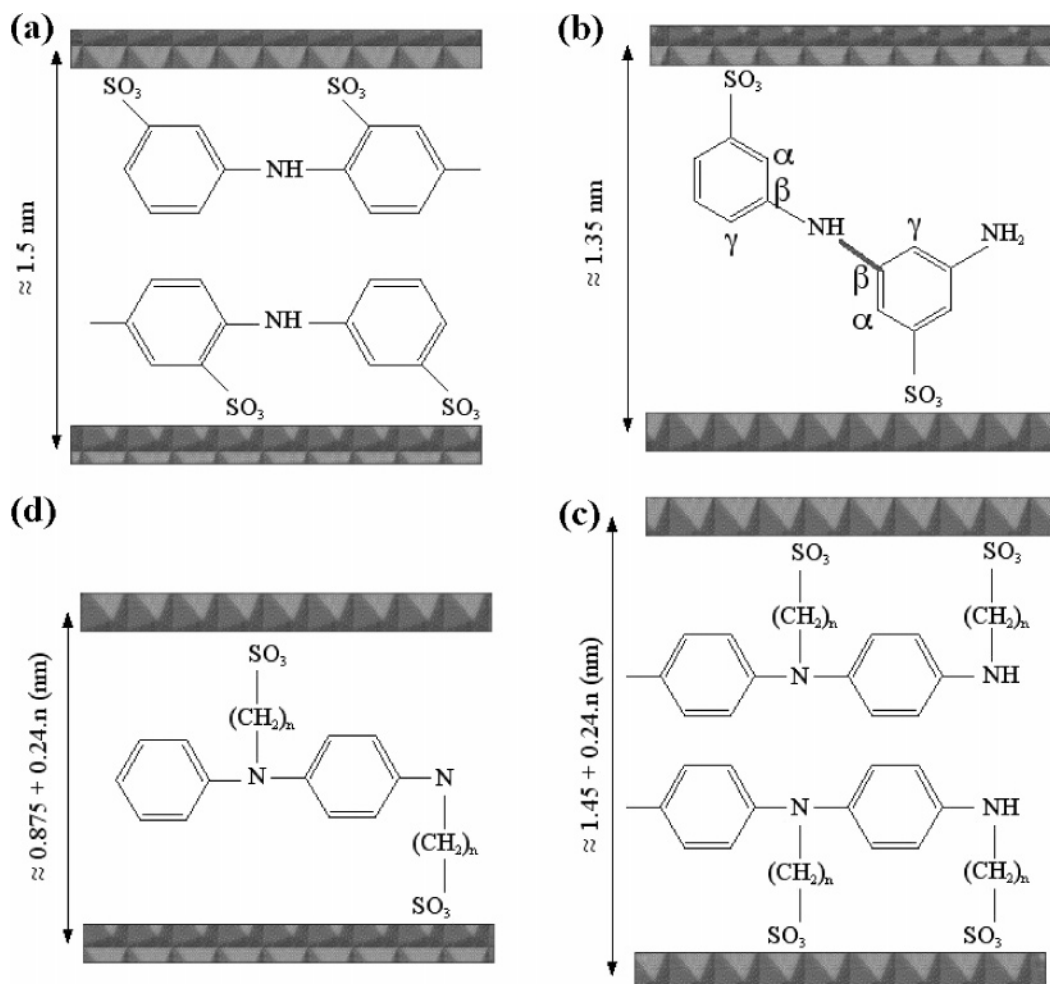 (a)
SO₃ SO₃
NH
≈ 1.5 nm
NH
SO₃ SO₃
(b)
SO₃
α
β
γ NH γ NH₂
β
α
≈ 1.35 nm
SO₃
(d)
SO₃
(CH₂)ₙ
N N
(CH₂)ₙ
SO₃
≈ 0.875 + 0.24.n (nm)
(c)
SO₃ SO₃
(CH₂)ₙ (CH₂)ₙ
N NH
N NH
(CH₂)ₙ (CH₂)ₙ
SO₃ SO₃
≈ 1.45 + 0.24.n (nm)